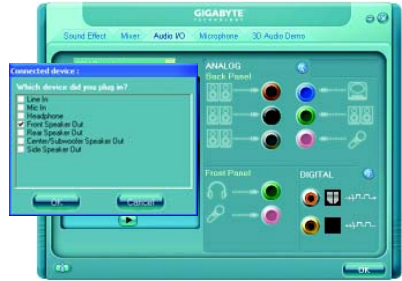 GIGABYTE
TECHNOLOGY
Sound Effect Mixer Audio I/O Microphone 3D Audio Demo
Connected device :
Which device did you plug in?
Line In
Mic In
Headphone
Front Speaker Out
Rear Speaker Out
Center/Subwoofer Speaker Out
Side Speaker Out
OK
Cancel
ANALOG
Back Panel
Front Panel
DIGITAL
OK